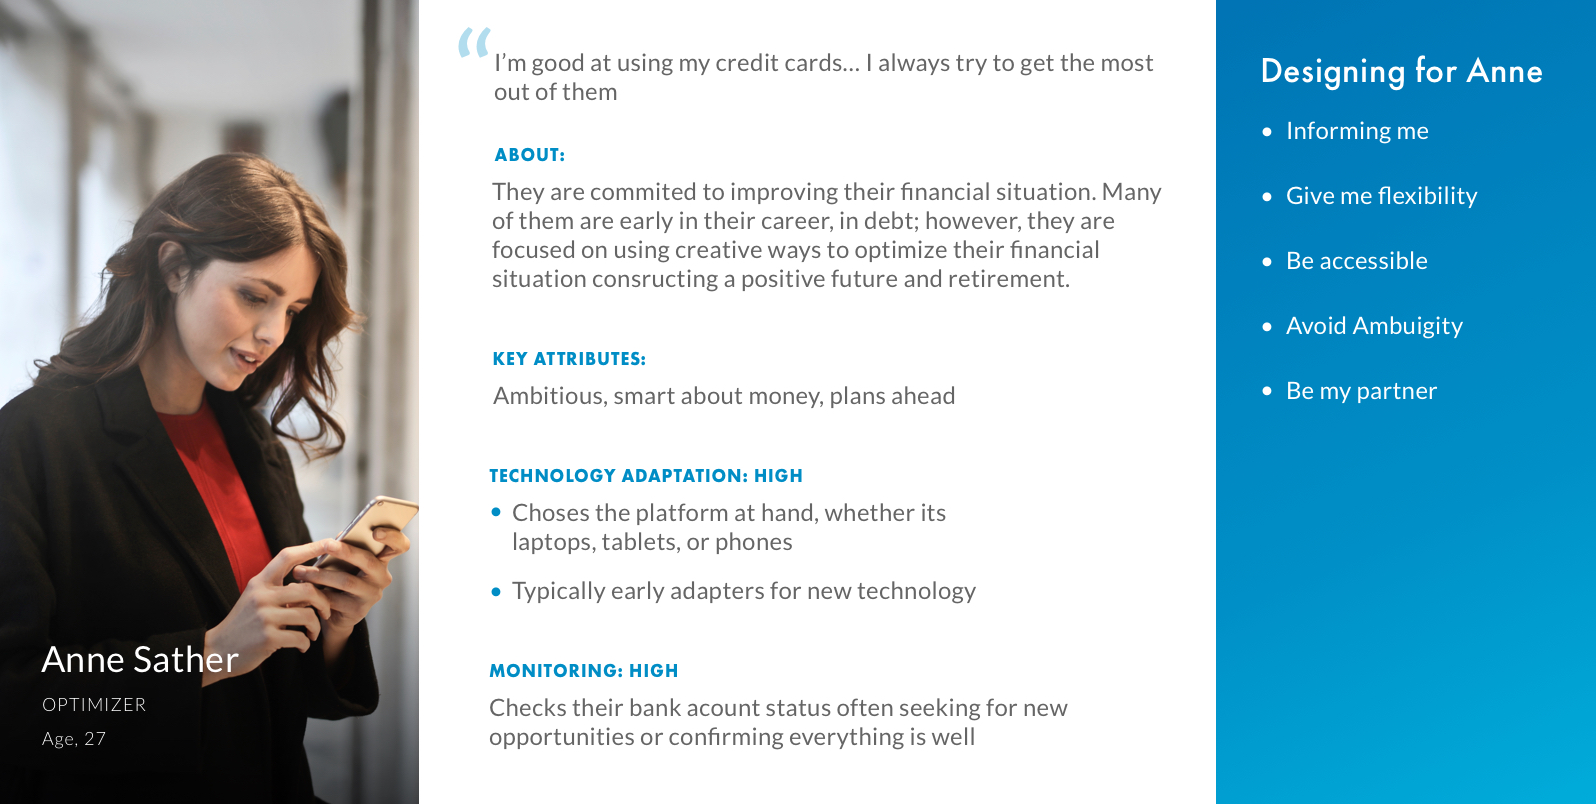 “
I’m good at using my credit cards... I always try to get the most
out of them
ABOUT:
They are commited to improving their financial situation. Many
of them are early in their career, in debt; however, they are
focused on using creative ways to optimize their financial
situation consructing a positive future and retirement.
KEY ATTRIBUTES:
Ambitious, smart about money, plans ahead
TECHNOLOGY ADAPTATION: HIGH
• Choses the platform at hand, whether its
laptops, tablets, or phones
• Typically early adapters for new technology
MONITORING: HIGH
Checks their bank acount status often seeking for new
opportunities or confirming everything is well
Anne Sather
OPTIMIZER
Age, 27
Designing for Anne
• Informing me
• Give me flexibility
• Be accessible
• Avoid Ambuigity
• Be my partner